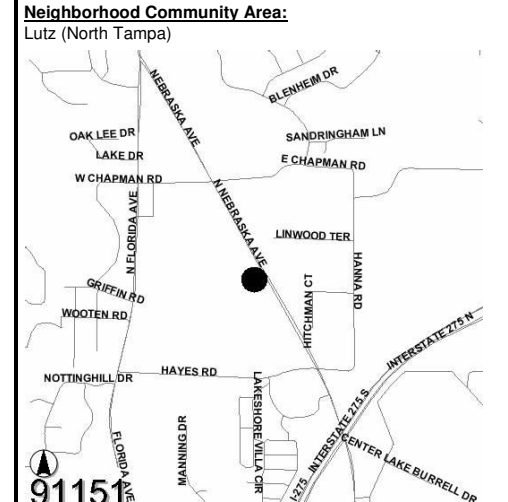 Neighborhood Community Area:
Lutz (North Tampa)
NEBRASKA AVE
BLENHEIM DR
OAK LEE DR
SANDRINGHAM LN
LAKE DR
E CHAPMAN RD
W CHAPMAN RD
N NEBRASKA AVE
N FLORIDA AVE
LINWOOD TER
HANNA RD
GRIFFIN RD
HITCHMAN CT
WOOTEN RD
INTERSTATE 275 N
HAYES RD
NOTTINGHILL DR
LAKESHORE VILLA CIR
INTERSTATE 275 S
MANNING DR
FLORIDA AVE
CENTER LAKE BURRELL DR
I-275
91151